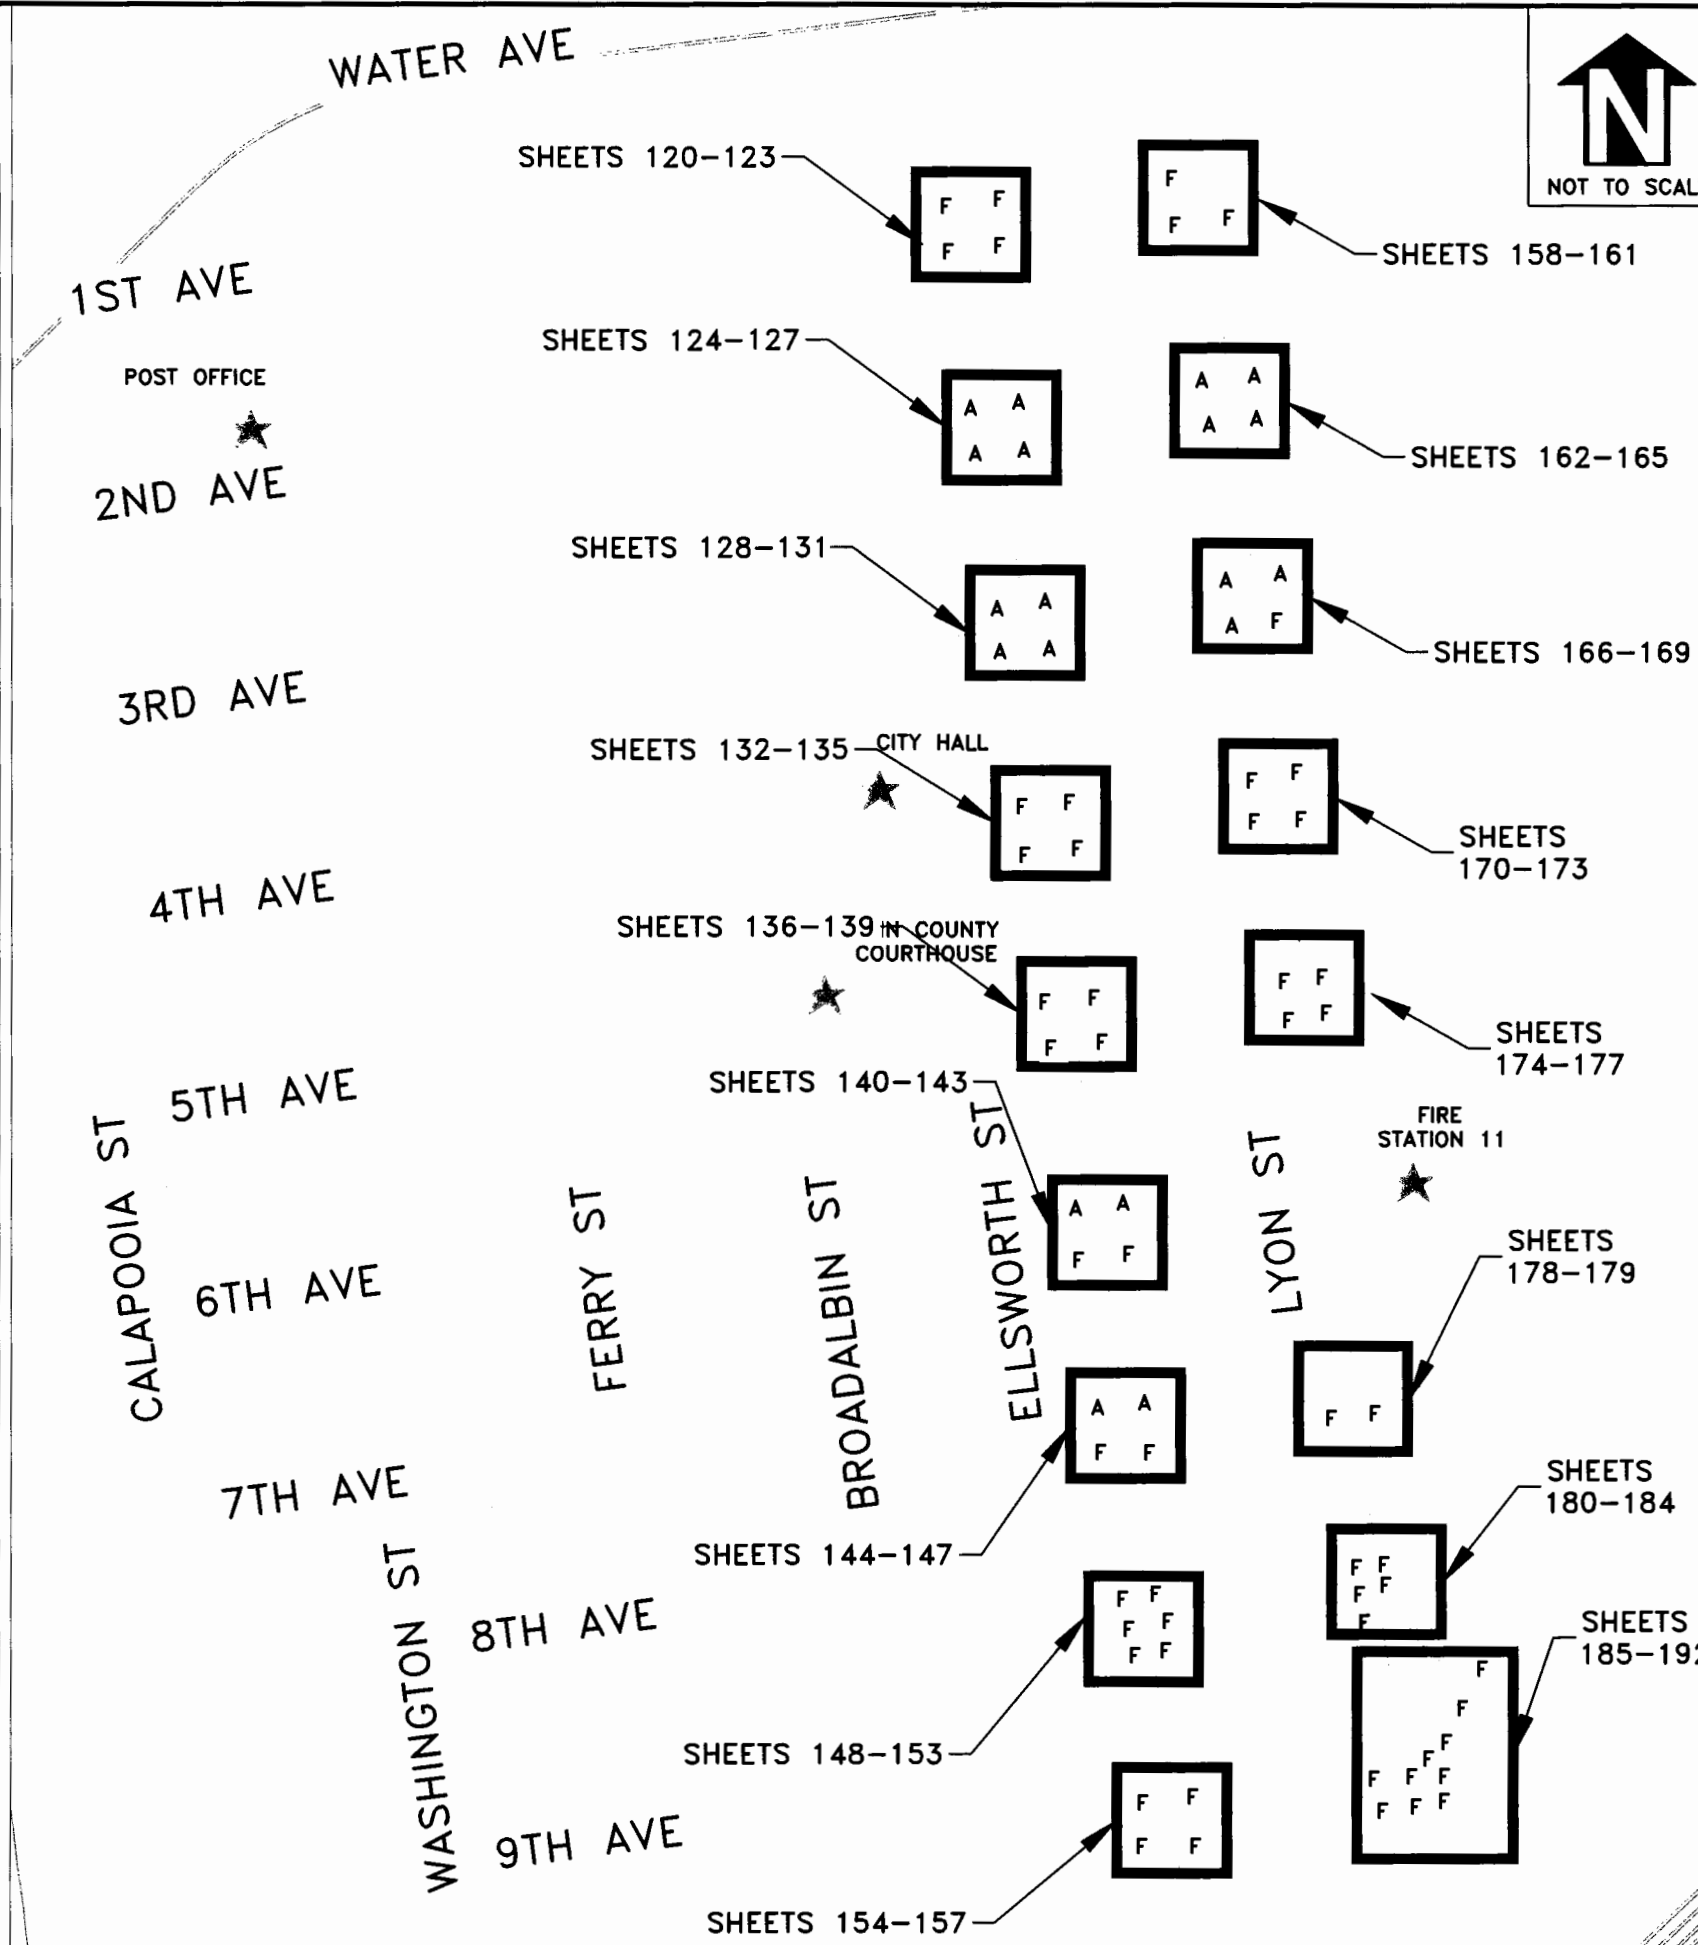 WATER AVE
N
NOT TO SCAL
SHEETS 120-123
F F
F F
F
F F
SHEETS 158-161
1ST AVE
POST OFFICE
SHEETS 124-127
A A
A A
A A
A A
SHEETS 162-165
2ND AVE
SHEETS 128-131
A A
A A
A A
A F
SHEETS 166-169
3RD AVE
SHEETS 132-135
CITY HALL
F F
F F
F F
F F
SHEETS
170-173
4TH AVE
SHEETS 136-139
IN COUNTY
COURTHOUSE
F F
F F
F F
F F
SHEETS
174-177
5TH AVE
SHEETS 140-143
FIRE
STATION 11
CALAPOOIA ST
FERRY ST
BROADALBIN ST
ELLSWORTH ST
LYON ST
A A
F F
6TH AVE
SHEETS
178-179
F F
A A
F F
7TH AVE
SHEETS 144-147
SHEETS
180-184
F F
F F
F
WASHINGTON ST
8TH AVE
F F
F F
F F
SHEETS
185-192
F
F
F
F
F F F
F F F
SHEETS 148-153
9TH AVE
F F
F F
SHEETS 154-157